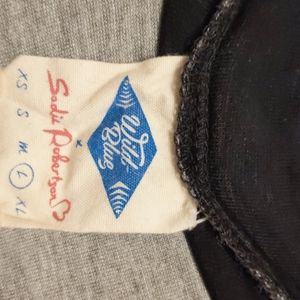 Wild
Blue
x
Sadie Robertson
XS S M L XL